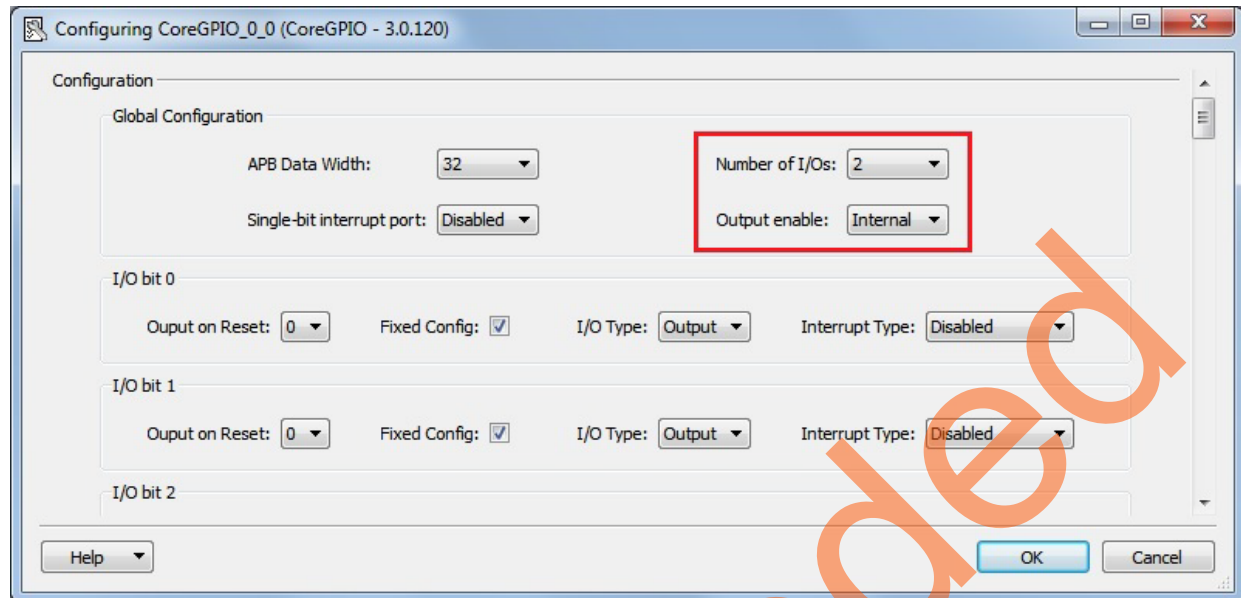 Configuring CoreGPIO_0_0 (CoreGPIO - 3.0.120)
Configuration
Global Configuration
APB Data Width: 32 Number of I/Os: 2
Single-bit interrupt port: Disabled Output enable: Internal
I/O bit 0
Ouput on Reset: 0 Fixed Config: I/O Type: Output Interrupt Type: Disabled
I/O bit 1
Ouput on Reset: 0 Fixed Config: I/O Type: Output Interrupt Type: Disabled
I/O bit 2
Help OK Cancel
ded